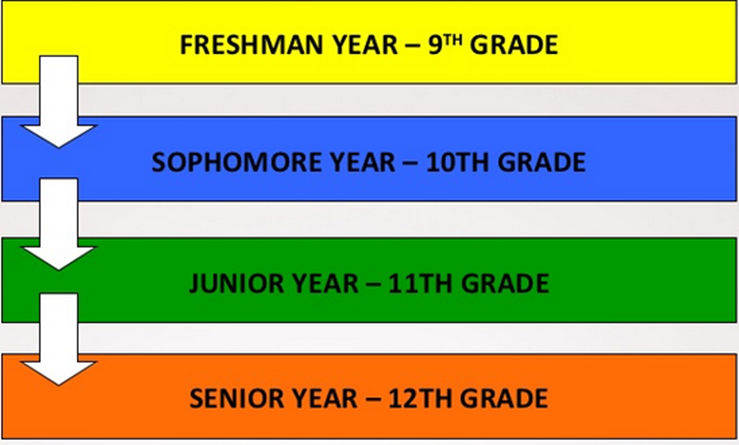 FRESHMAN YEAR – 9TH GRADE
SOPHOMORE YEAR – 10TH GRADE
JUNIOR YEAR – 11TH GRADE
SENIOR YEAR – 12TH GRADE